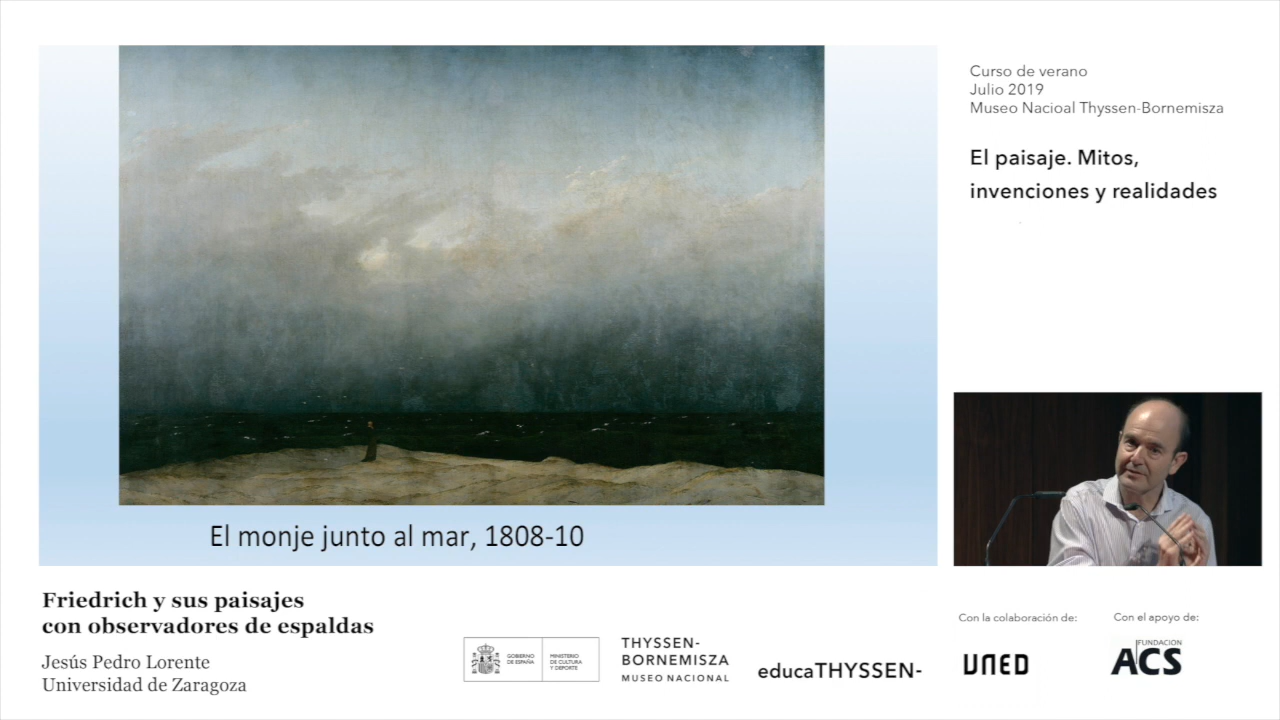 Curso de verano
Julio 2019
Museo Nacioal Thyssen-Bornemisza
El paisaje. Mitos,
invenciones y realidades
El monje junto al mar, 1808-10
Friedrich y sus paisajes
con observadores de espaldas
Jesús Pedro Lorente
Universidad de Zaragoza
GOBIERNO
DE ESPAÑA
MINISTERIO
DE CULTURA
Y DEPORTE
THYSSEN-
BORNEMISZA
MUSEO NACIONAL
educaTHYSSEN-
Con la colaboración de:
UNED
Con el apoyo de:
FUNDACION
ACS